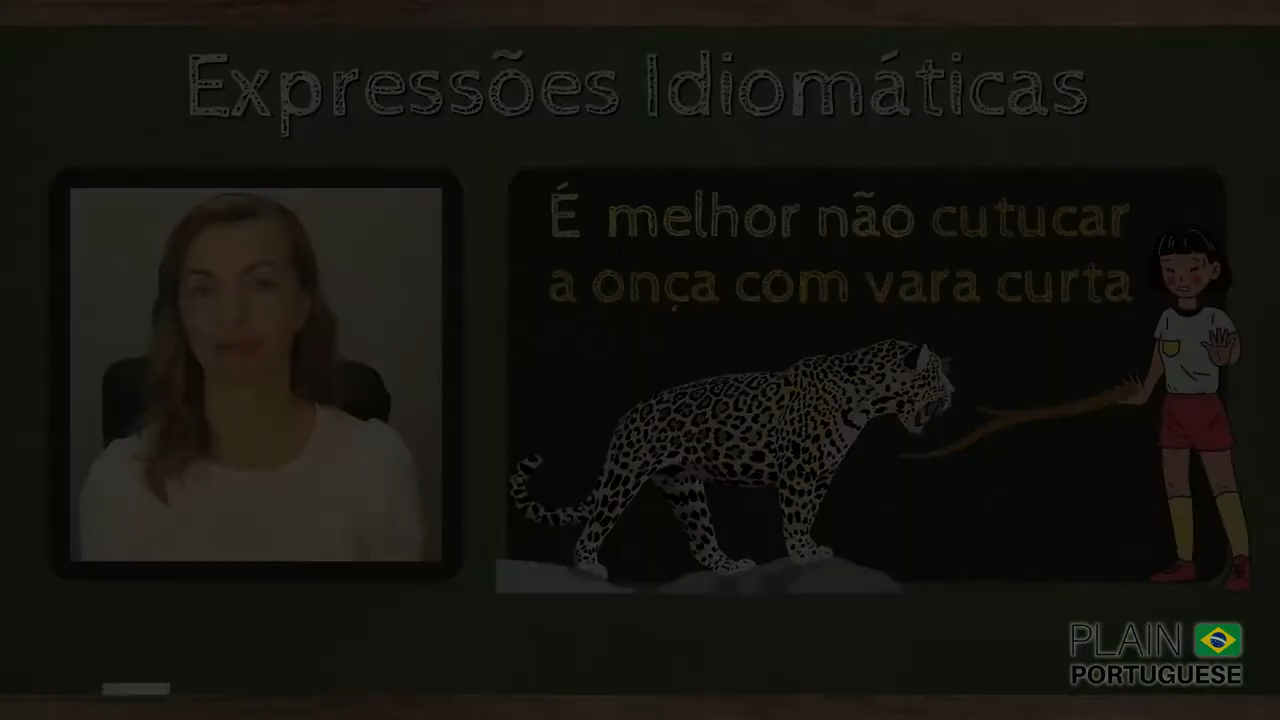 Expressões Idiomáticas
É melhor não cutucar
a onça com vara curta
PLAIN
PORTUGUESE